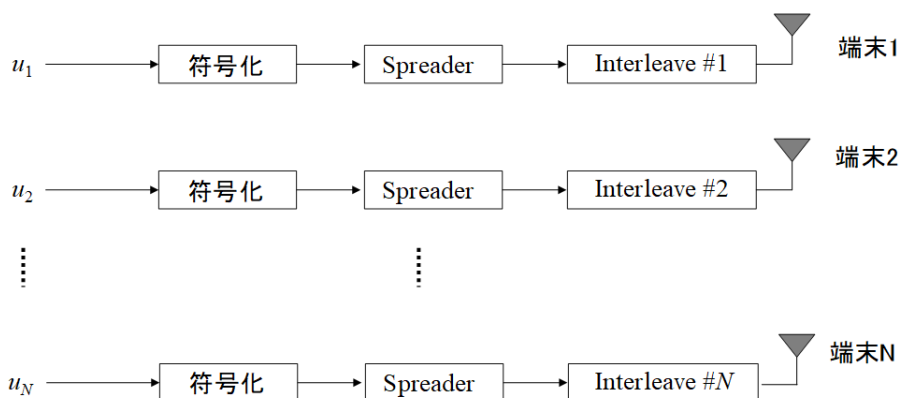 u1 符号化 Spreader Interleave #1 端末1
u2 符号化 Spreader Interleave #2 端末2
uN 符号化 Spreader Interleave #N 端末N